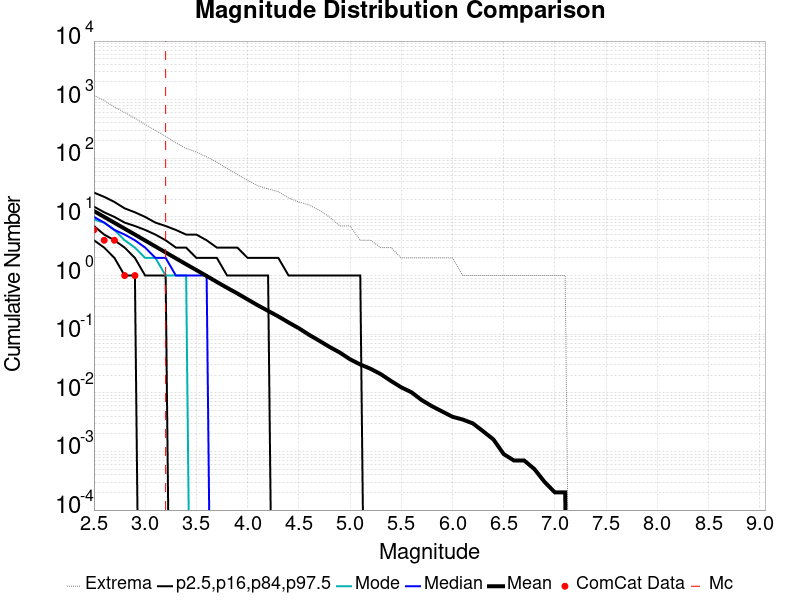 Magnitude Distribution Comparison
10^4
10^3
10^2
10^1
10^0
10^-1
10^-2
10^-3
10^-4
Cumulative Number
2.5 3.0 3.5 4.0 4.5 5.0 5.5 6.0 6.5 7.0 7.5 8.0 8.5 9.0
Magnitude
Extrema p2.5,p16,p84,p97.5 Mode Median Mean ComCat Data Mc